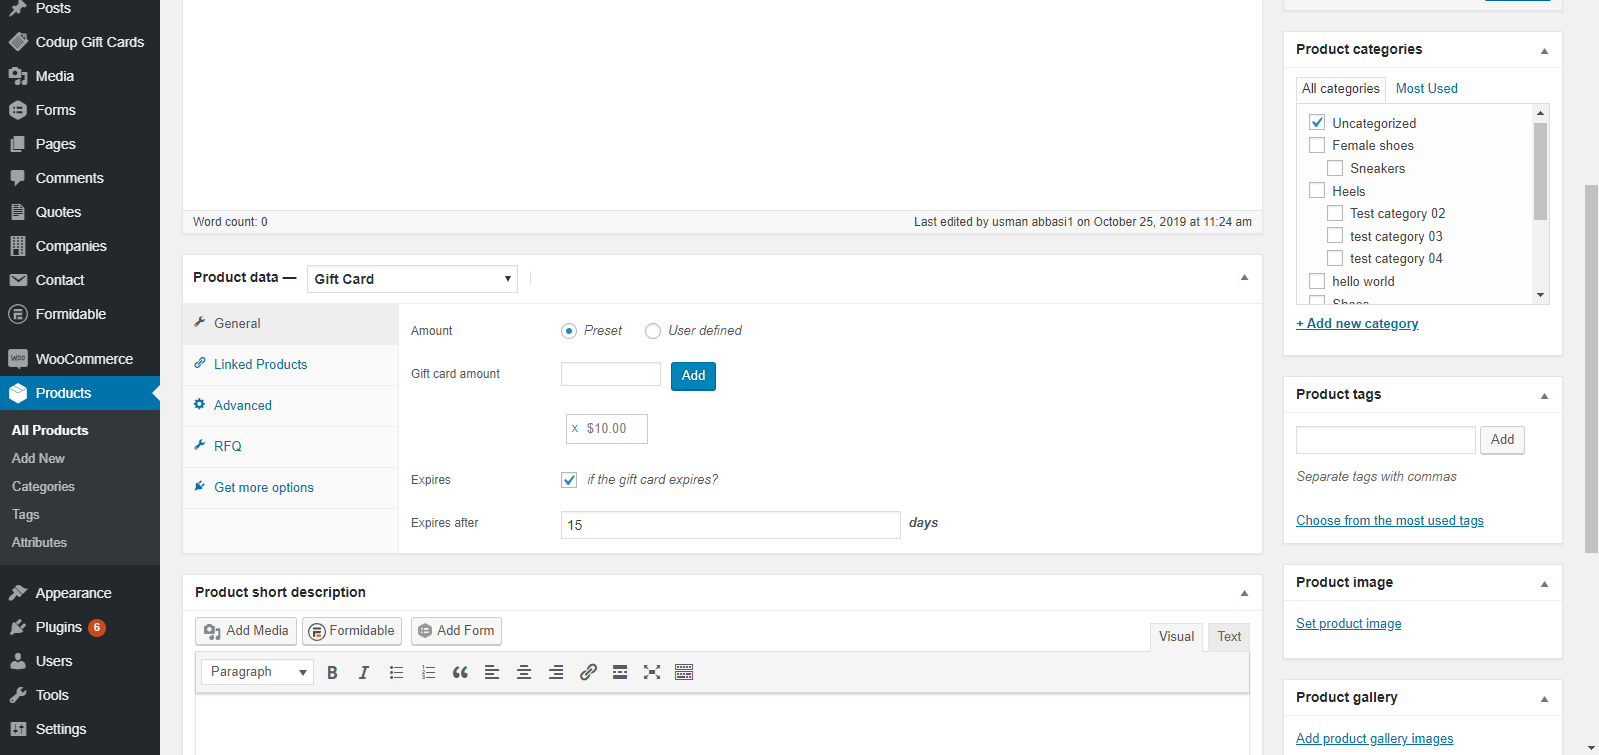 Posts
Codup Gift Cards
Media
Forms
Pages
Comments
Quotes
Companies
Contact
Formidable
WOO WooCommerce
Products
All Products
Add New
Categories
Tags
Attributes
Appearance
Plugins 6
Users
Tools
Settings
Word count: 0
Last edited by usman abbasi1 on October 25, 2019 at 11:24 am
Product data — Gift Card
General
Linked Products
Advanced
RFQ
Get more options
Amount Preset User defined
Gift card amount Add
x $10.00
Expires if the gift card expires?
Expires after 15 days
Product short description
Add Media Formidable Add Form
Visual Text
Paragraph B I
Product categories
All categories Most Used
Uncategorized
Female shoes
Sneakers
Heels
Test category 02
test category 03
test category 04
hello world
Shoes
+ Add new category
Product tags
Add
Separate tags with commas
Choose from the most used tags
Product image
Set product image
Product gallery
Add product gallery images